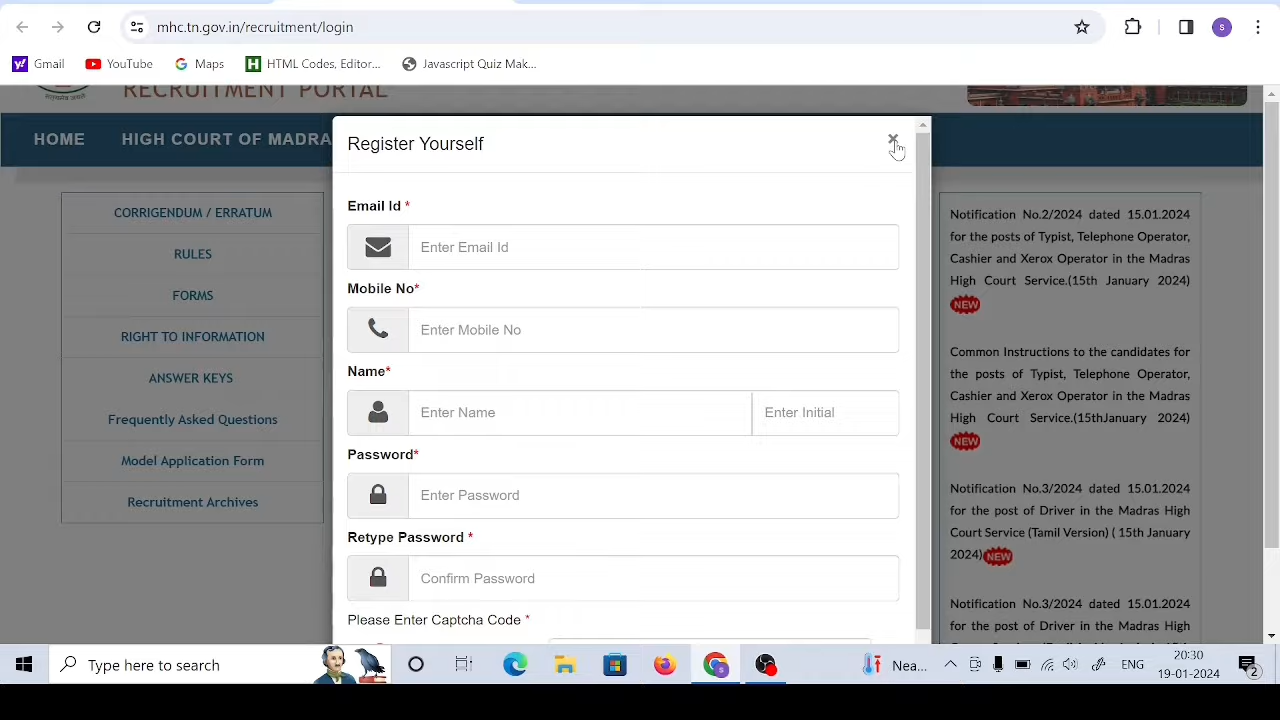 mhc.tn.gov.in/recruitment/login
S
Gmail
YouTube
Maps
HTML Codes, Editor...
Javascript Quiz Mak...
RECRUITMENT PORTAL
HOME
HIGH COURT OF MADRA
Register Yourself
×
CORRIGENDUM / ERRATUM
RULES
FORMS
RIGHT TO INFORMATION
ANSWER KEYS
Frequently Asked Questions
Model Application Form
Recruitment Archives
Email Id *
Enter Email Id
Mobile No*
Enter Mobile No
Name*
Enter Name
Enter Initial
Password*
Enter Password
Retype Password *
Confirm Password
Please Enter Captcha Code *
Notification No.2/2024 dated 15.01.2024
for the posts of Typist, Telephone Operator,
Cashier and Xerox Operator in the Madras
High Court Service.(15th January 2024)
NEW
Common Instructions to the candidates for
the posts of Typist, Telephone Operator,
Cashier and Xerox Operator in the Madras
High Court Service.(15thJanuary 2024)
NEW
Notification No.3/2024 dated 15.01.2024
for the post of Driver in the Madras High
Court Service (Tamil Version) ( 15th January
2024) NEW
Notification No.3/2024 dated 15.01.2024
for the post of Driver in the Madras High
Type here to search
Nea...
ENG
20:30
19-01-2024
2